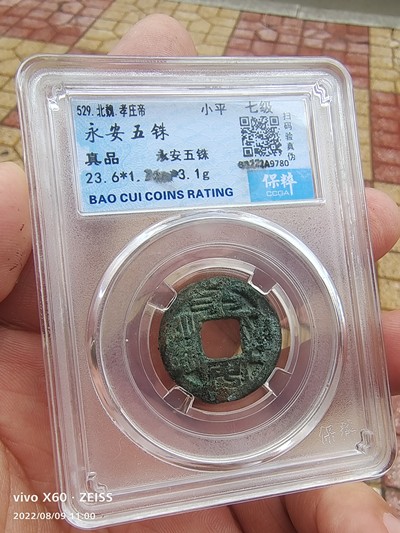 529.北魏.孝庄帝 小平 七级
永安五铢
扫码验真伪
真品 永安五铢
23.6*1. 3.1g
A9780
BAO CUI COINS RATING
保粹
CCGA
vivo X60 · ZEISS
2022/08/09 11:00